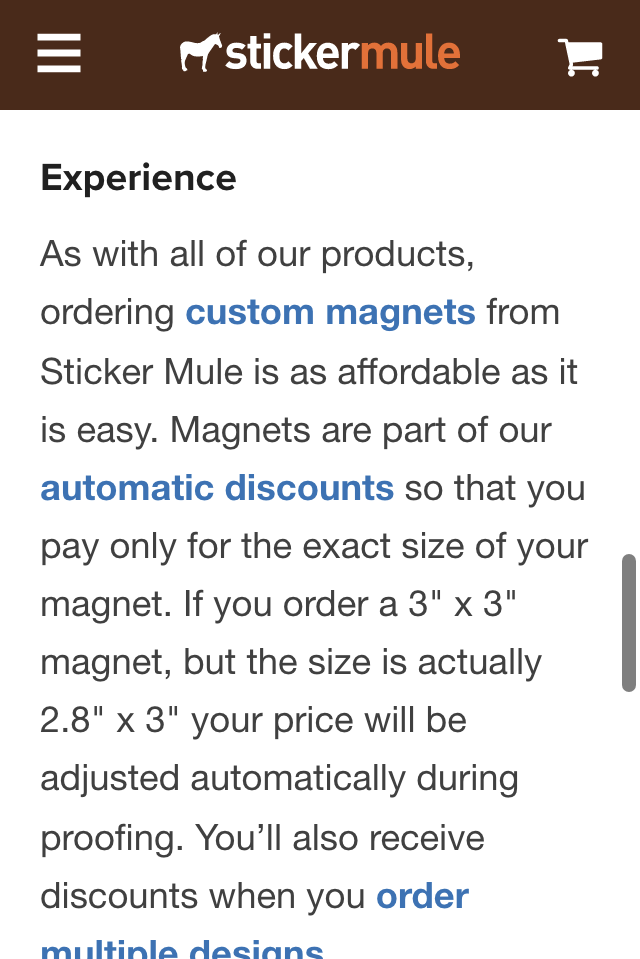 stickermule
Experience
As with all of our products,
ordering custom magnets from
Sticker Mule is as affordable as it
is easy. Magnets are part of our
automatic discounts so that you
pay only for the exact size of your
magnet. If you order a 3" x 3"
magnet, but the size is actually
2.8" x 3" your price will be
adjusted automatically during
proofing. You’ll also receive
discounts when you order
multiple designs.